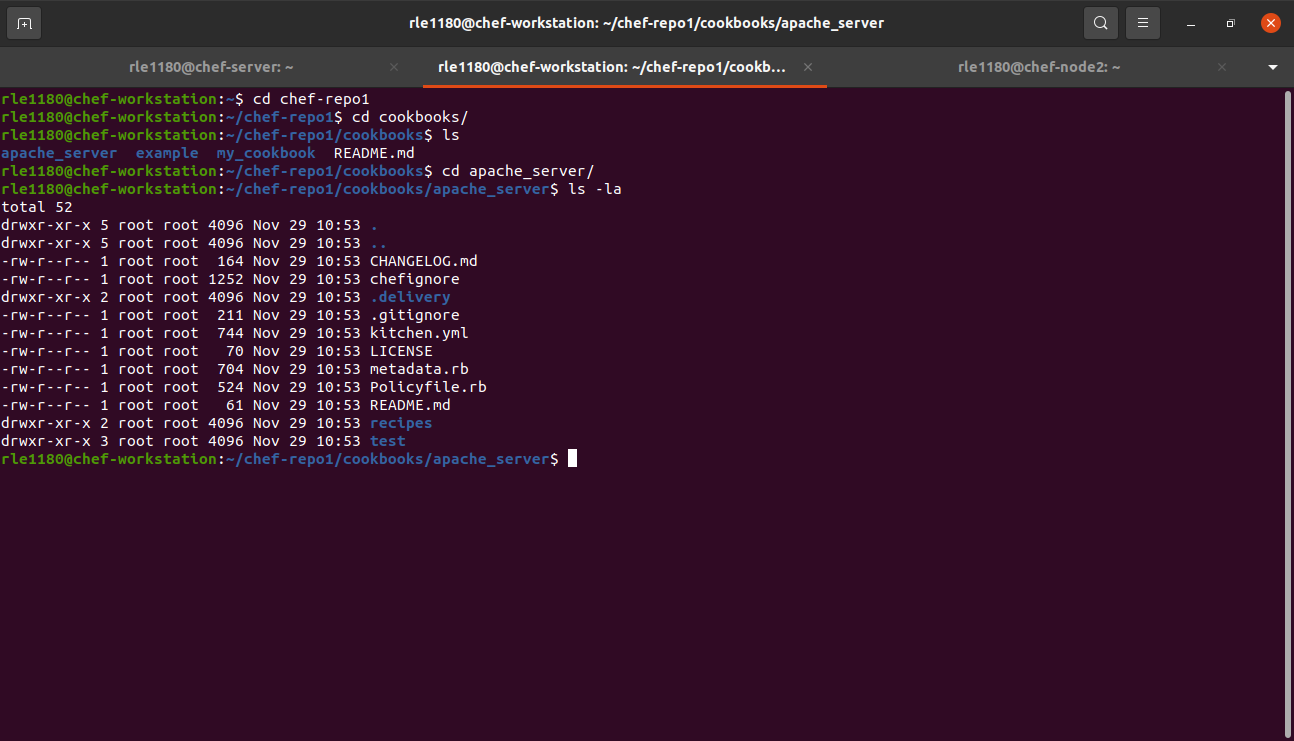 rle1180@chef-workstation: ~/chef-repo1/cookbooks/apache_server
rle1180@chef-server: ~
rle1180@chef-workstation: ~/chef-repo1/cookb...
rle1180@chef-node2: ~
rle1180@chef-workstation:~$ cd chef-repo1
rle1180@chef-workstation:~/chef-repo1$ cd cookbooks/
rle1180@chef-workstation:~/chef-repo1/cookbooks$ ls
apache_server  example  my_cookbook  README.md
rle1180@chef-workstation:~/chef-repo1/cookbooks$ cd apache_server/
rle1180@chef-workstation:~/chef-repo1/cookbooks/apache_server$ ls -la
total 52
drwxr-xr-x 5 root root 4096 Nov 29 10:53 .
drwxr-xr-x 5 root root 4096 Nov 29 10:53 ..
-rw-r--r-- 1 root root  164 Nov 29 10:53 CHANGELOG.md
-rw-r--r-- 1 root root 1252 Nov 29 10:53 chefignore
drwxr-xr-x 2 root root 4096 Nov 29 10:53 .delivery
-rw-r--r-- 1 root root  211 Nov 29 10:53 .gitignore
-rw-r--r-- 1 root root  744 Nov 29 10:53 kitchen.yml
-rw-r--r-- 1 root root   70 Nov 29 10:53 LICENSE
-rw-r--r-- 1 root root  704 Nov 29 10:53 metadata.rb
-rw-r--r-- 1 root root  524 Nov 29 10:53 Policyfile.rb
-rw-r--r-- 1 root root   61 Nov 29 10:53 README.md
drwxr-xr-x 2 root root 4096 Nov 29 10:53 recipes
drwxr-xr-x 3 root root 4096 Nov 29 10:53 test
rle1180@chef-workstation:~/chef-repo1/cookbooks/apache_server$